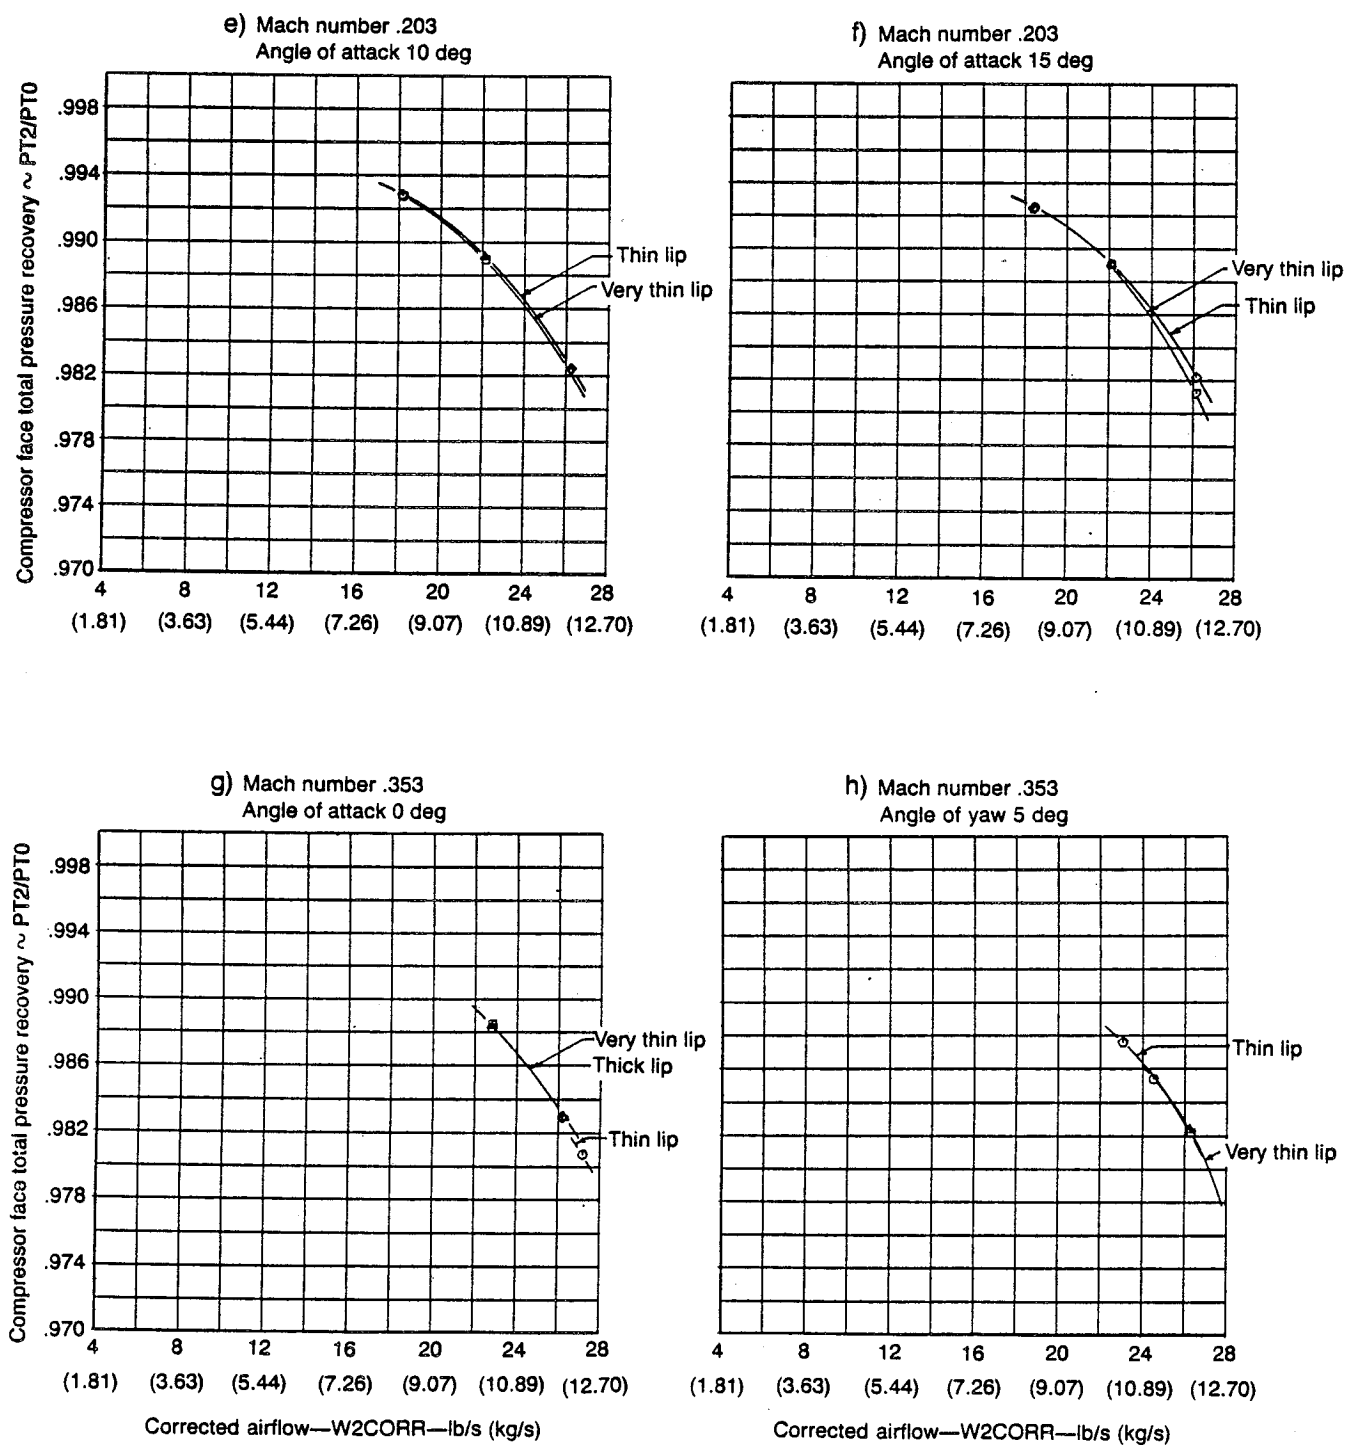 e) Mach number .203
Angle of attack 10 deg
f) Mach number .203
Angle of attack 15 deg
Compressor face total pressure recovery ~ PT2/PT0
.998
.994
.990
.986
.982
.978
.974
.970
Thin lip
Very thin lip
Very thin lip
Thin lip
4 8 12 16 20 24 28
(1.81) (3.63) (5.44) (7.26) (9.07) (10.89) (12.70)
4 8 12 16 20 24 28
(1.81) (3.63) (5.44) (7.26) (9.07) (10.89) (12.70)
g) Mach number .353
Angle of attack 0 deg
h) Mach number .353
Angle of yaw 5 deg
Compressor face total pressure recovery ~ PT2/PT0
.998
.994
.990
.986
.982
.978
.974
.970
Very thin lip
Thick lip
Thin lip
Thin lip
Very thin lip
4 8 12 16 20 24 28
(1.81) (3.63) (5.44) (7.26) (9.07) (10.89) (12.70)
Corrected airflow—W2CORR—lb/s (kg/s)
4 8 12 16 20 24 28
(1.81) (3.63) (5.44) (7.26) (9.07) (10.89) (12.70)
Corrected airflow—W2CORR—lb/s (kg/s)